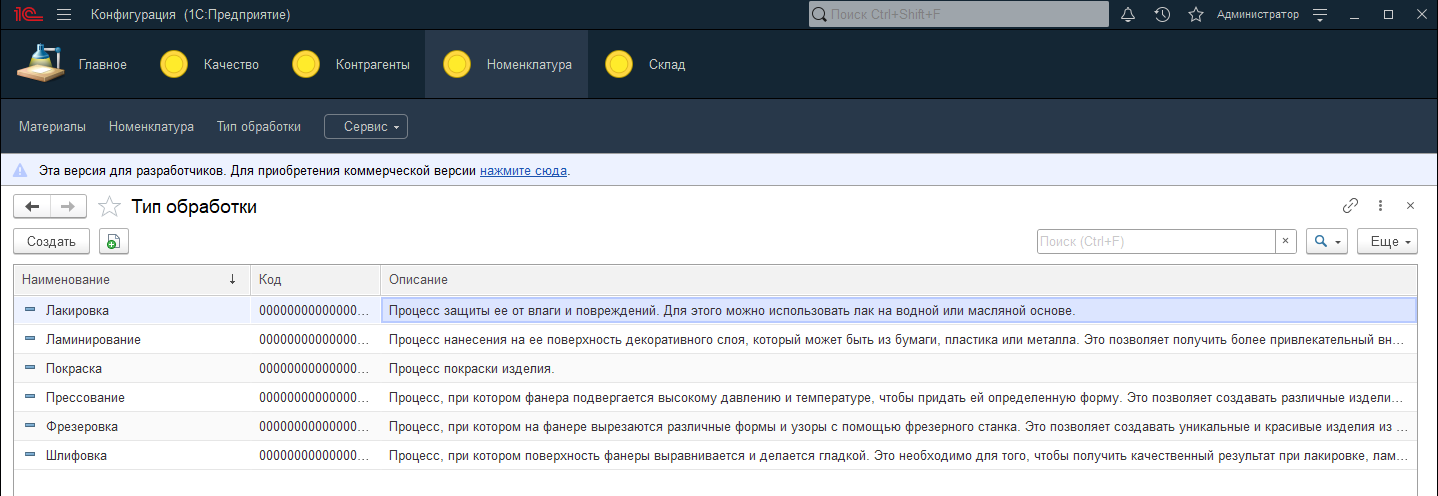 1С Конфигурация (1С:Предприятие) Поиск Ctrl+Shift+F Администратор
Главное Качество Контрагенты Номенклатура Склад
Материалы Номенклатура Тип обработки Сервис
Эта версия для разработчиков. Для приобретения коммерческой версии нажмите сюда.
Тип обработки
Создать Поиск (Ctrl+F) × Еще
Наименование ↓ Код Описание
Лакировка 00000000000000... Процесс защиты ее от влаги и повреждений. Для этого можно использовать лак на водной или масляной основе.
Ламинирование 00000000000000... Процесс нанесения на ее поверхность декоративного слоя, который может быть из бумаги, пластика или металла. Это позволяет получить более привлекательный вн...
Покраска 00000000000000... Процесс покраски изделия.
Прессование 00000000000000... Процесс, при котором фанера подвергается высокому давлению и температуре, чтобы придать ей определенную форму. Это позволяет создавать различные издели...
Фрезеровка 00000000000000... Процесс, при котором на фанере вырезаются различные формы и узоры с помощью фрезерного станка. Это позволяет создавать уникальные и красивые изделия из ...
Шлифовка 00000000000000... Процесс, при котором поверхность фанеры выравнивается и делается гладкой. Это необходимо для того, чтобы получить качественный результат при лакировке, лам...